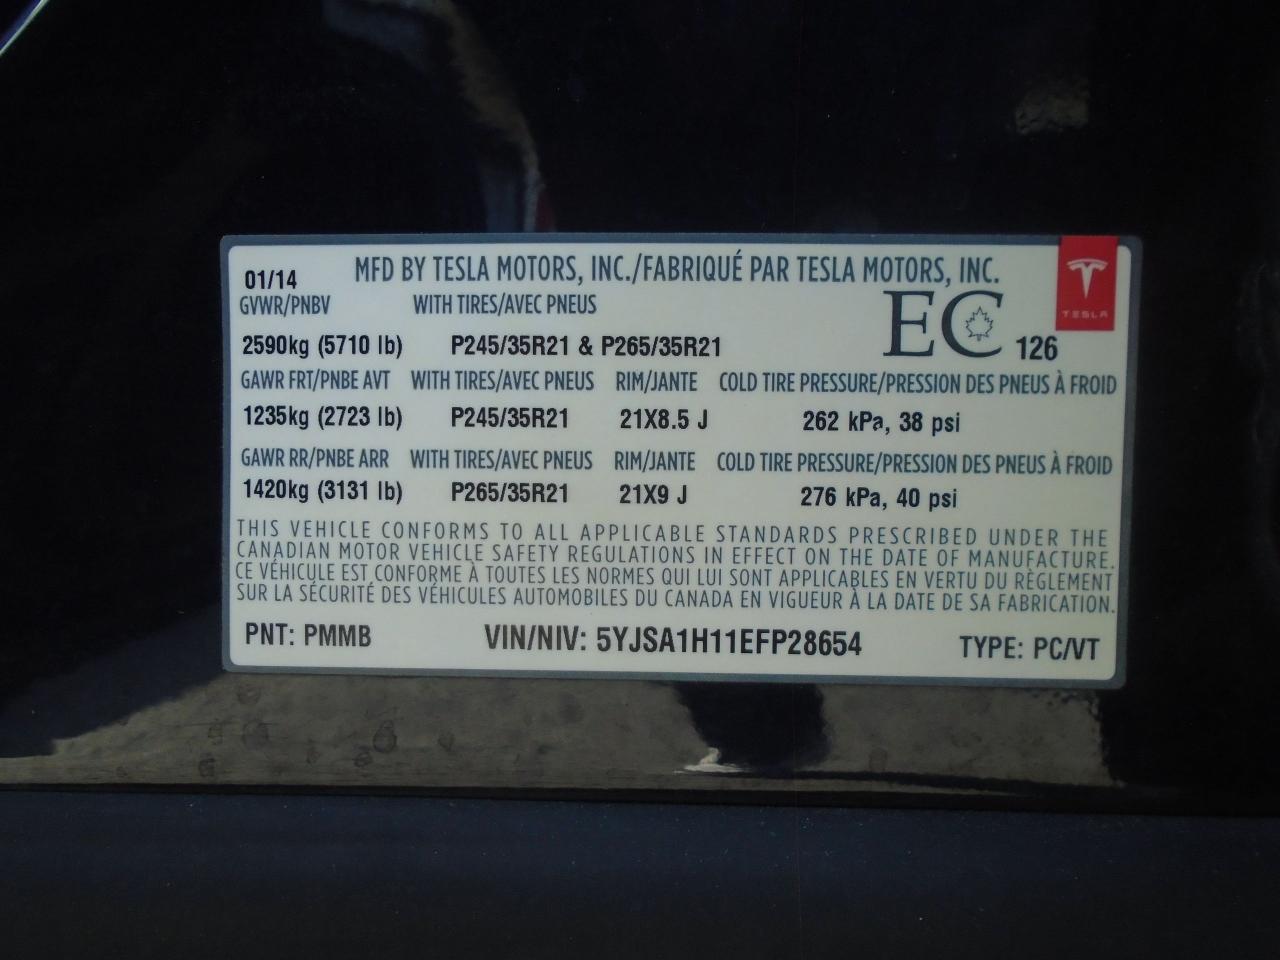 01/14 MFD BY TESLA MOTORS, INC./FABRIQUÉ PAR TESLA MOTORS, INC.
GVWR/PNBV WITH TIRES/AVEC PNEUS
TESLA
EC 126
2590kg (5710 lb) P245/35R21 & P265/35R21
GAWR FRT/PNBE AVT WITH TIRES/AVEC PNEUS RIM/JANTE COLD TIRE PRESSURE/PRESSION DES PNEUS À FROID
1235kg (2723 lb) P245/35R21 21X8.5 J 262 kPa, 38 psi
GAWR RR/PNBE ARR WITH TIRES/AVEC PNEUS RIM/JANTE COLD TIRE PRESSURE/PRESSION DES PNEUS À FROID
1420kg (3131 lb) P265/35R21 21X9 J 276 kPa, 40 psi
THIS VEHICLE CONFORMS TO ALL APPLICABLE STANDARDS PRESCRIBED UNDER THE
CANADIAN MOTOR VEHICLE SAFETY REGULATIONS IN EFFECT ON THE DATE OF MANUFACTURE.
CE VÉHICULE EST CONFORME À TOUTES LES NORMES QUI LUI SONT APPLICABLES EN VERTU DU RÈGLEMENT
SUR LA SÉCURITÉ DES VÉHICULES AUTOMOBILES DU CANADA EN VIGUEUR À LA DATE DE SA FABRICATION.
PNT: PMMB VIN/NIV: 5YJSA1H11EFP28654 TYPE: PC/VT